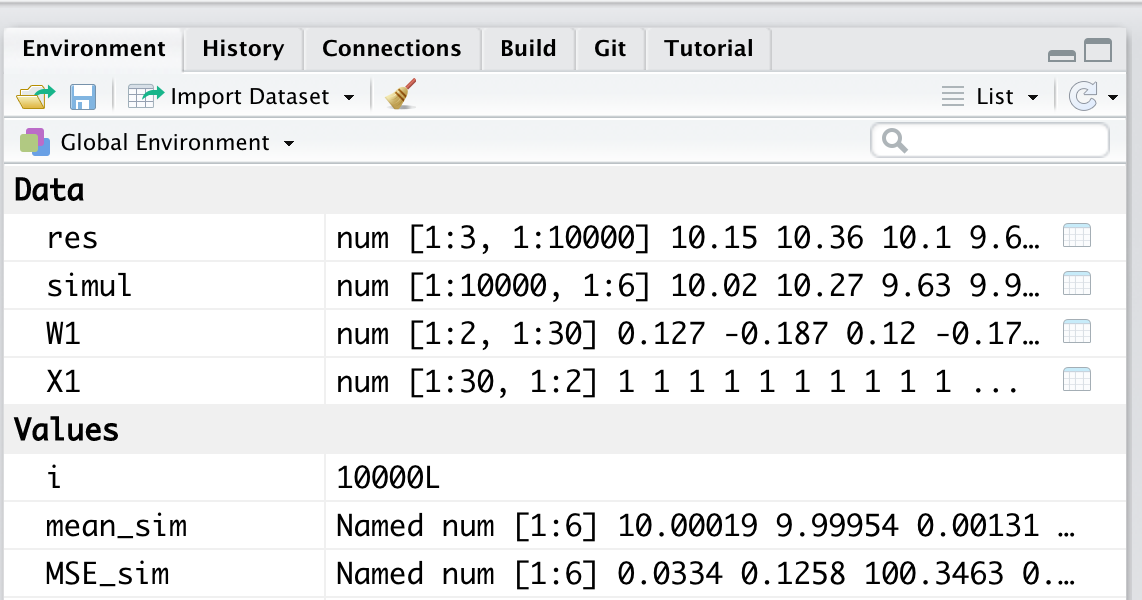 Environment History Connections Build Git Tutorial
Import Dataset List
Global Environment
Data
res num [1:3, 1:10000] 10.15 10.36 10.1 9.6…
simul num [1:10000, 1:6] 10.02 10.27 9.63 9.9…
W1 num [1:2, 1:30] 0.127 -0.187 0.12 -0.17…
X1 num [1:30, 1:2] 1 1 1 1 1 1 1 1 1 1 ...
Values
i 10000L
mean_sim Named num [1:6] 10.00019 9.99954 0.00131 …
MSE_sim Named num [1:6] 0.0334 0.1258 100.3463 0.…